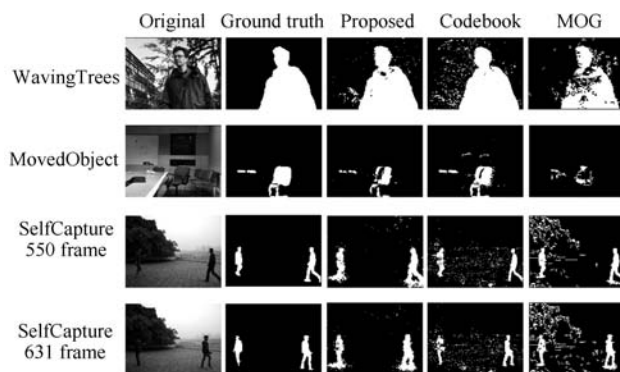 Original Ground truth Proposed Codebook MOG
WavingTrees
MovedObject
SelfCapture
550 frame
SelfCapture
631 frame